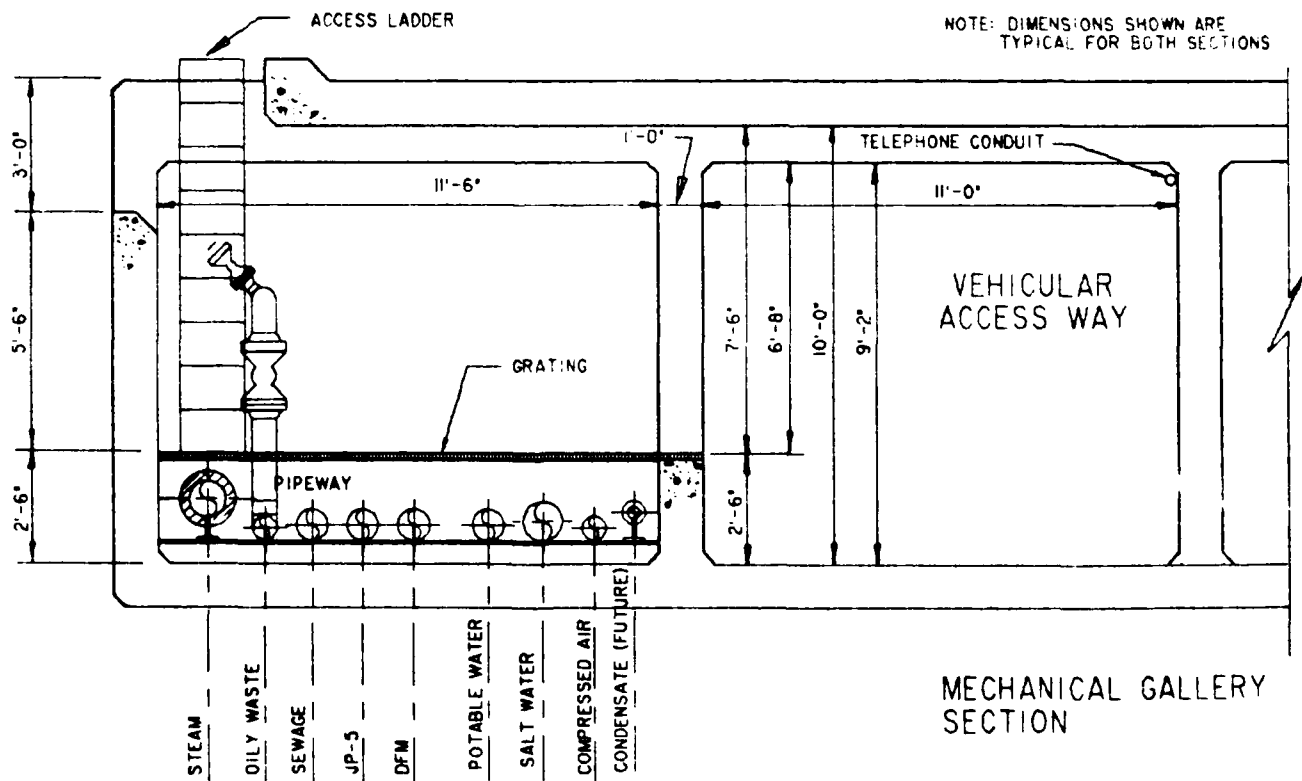 ACCESS LADDER
NOTE: DIMENSIONS SHOWN ARE
TYPICAL FOR BOTH SECTIONS
3'-0"
1'-0"
TELEPHONE CONDUIT
11'-6"
11'-0"
5'-6"
7'-6"
6'-8"
10'-0"
9'-2"
VEHICULAR
ACCESS WAY
GRATING
2'-6"
PIPEWAY
2'-6"
STEAM
OILY WASTE
SEWAGE
JP-5
DFM
POTABLE WATER
SALT WATER
COMPRESSED AIR
CONDENSATE (FUTURE)
MECHANICAL GALLERY
SECTION